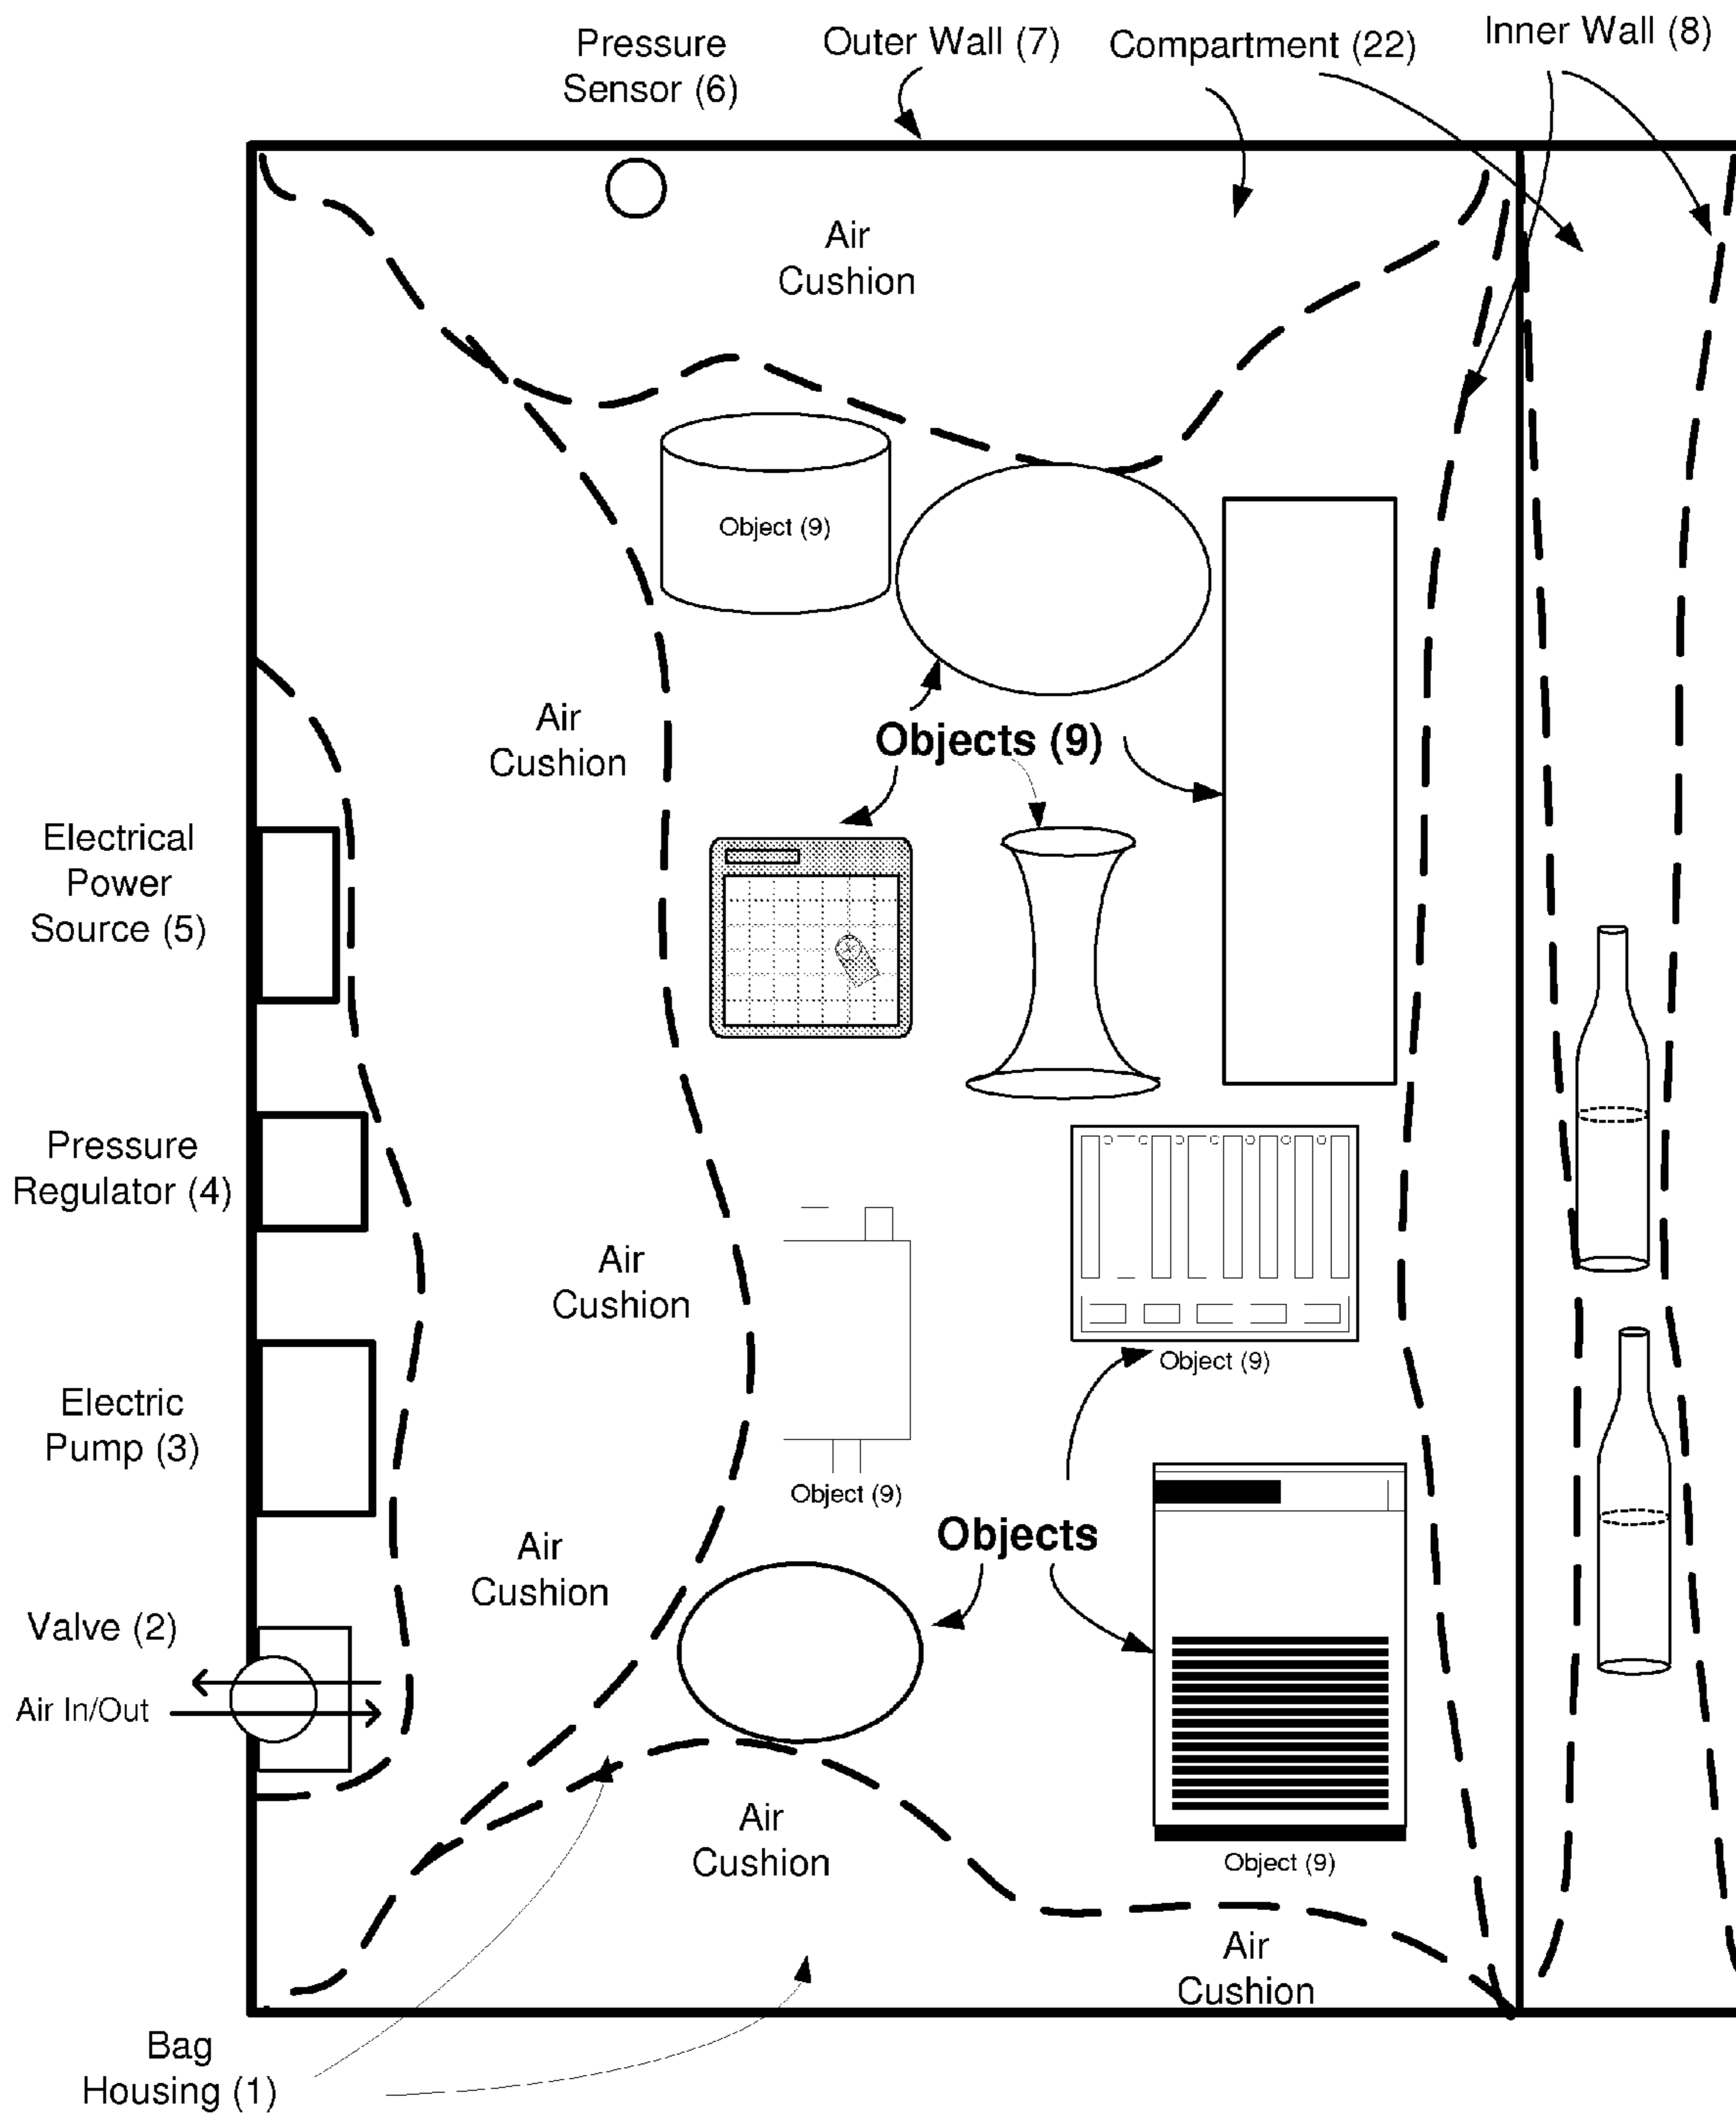 Pressure
Sensor (6)
Outer Wall (7)
Compartment (22)
Inner Wall (8)
Air
Cushion
Object (9)
Air
Cushion
Objects (9)
Electrical
Power
Source (5)
Pressure
Regulator (4)
Air
Cushion
Object (9)
Electric
Pump (3)
Object (9)
Objects
Air
Cushion
Valve (2)
Air In/Out
Air
Cushion
Object (9)
Air
Cushion
Bag
Housing (1)